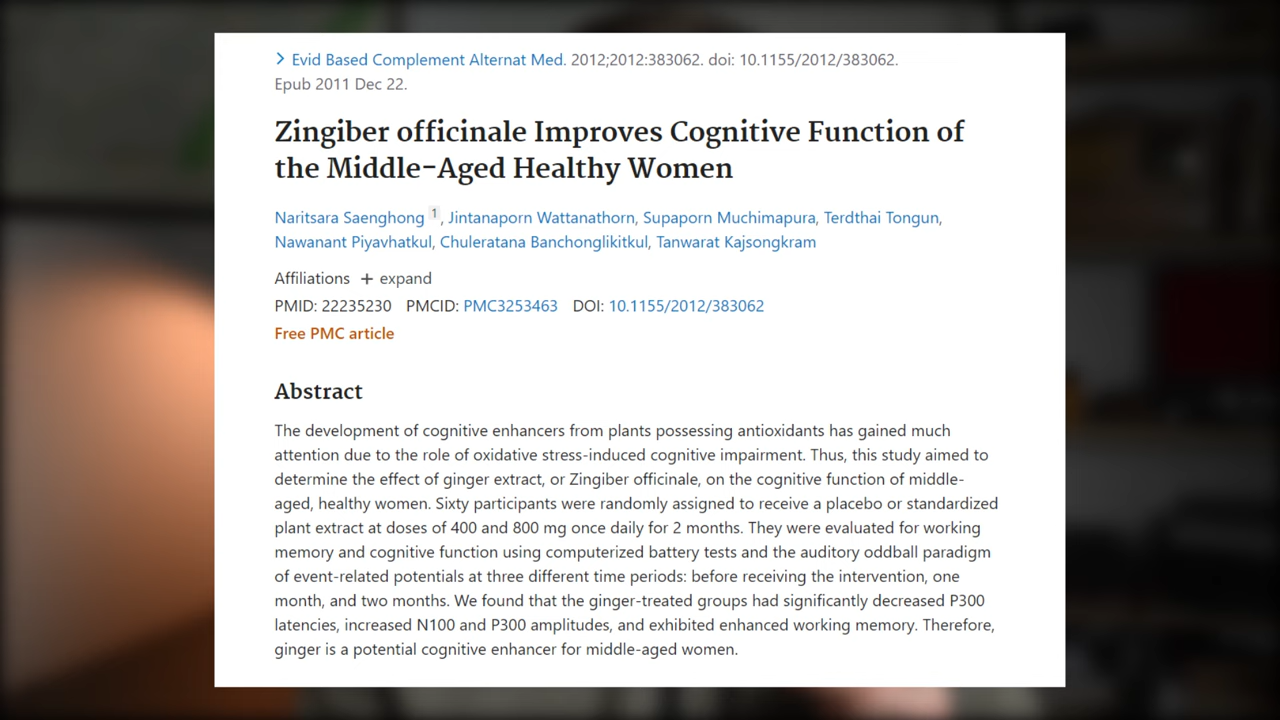 Evid Based Complement Alternat Med. 2012;2012:383062. doi: 10.1155/2012/383062.
Epub 2011 Dec 22.
Zingiber officinale Improves Cognitive Function of
the Middle-Aged Healthy Women
Naritsara Saenghong 1, Jintanaporn Wattanathorn, Supaporn Muchimapura, Terdthai Tongun,
Nawanant Piyavhatkul, Chuleratana Banchonglikitkul, Tanwarat Kajsongkram
Affiliations + expand
PMID: 22235230 PMCID: PMC3253463 DOI: 10.1155/2012/383062
Free PMC article
Abstract
The development of cognitive enhancers from plants possessing antioxidants has gained much
attention due to the role of oxidative stress-induced cognitive impairment. Thus, this study aimed to
determine the effect of ginger extract, or Zingiber officinale, on the cognitive function of middle-
aged, healthy women. Sixty participants were randomly assigned to receive a placebo or standardized
plant extract at doses of 400 and 800 mg once daily for 2 months. They were evaluated for working
memory and cognitive function using computerized battery tests and the auditory oddball paradigm
of event-related potentials at three different time periods: before receiving the intervention, one
month, and two months. We found that the ginger-treated groups had significantly decreased P300
latencies, increased N100 and P300 amplitudes, and exhibited enhanced working memory. Therefore,
ginger is a potential cognitive enhancer for middle-aged women.